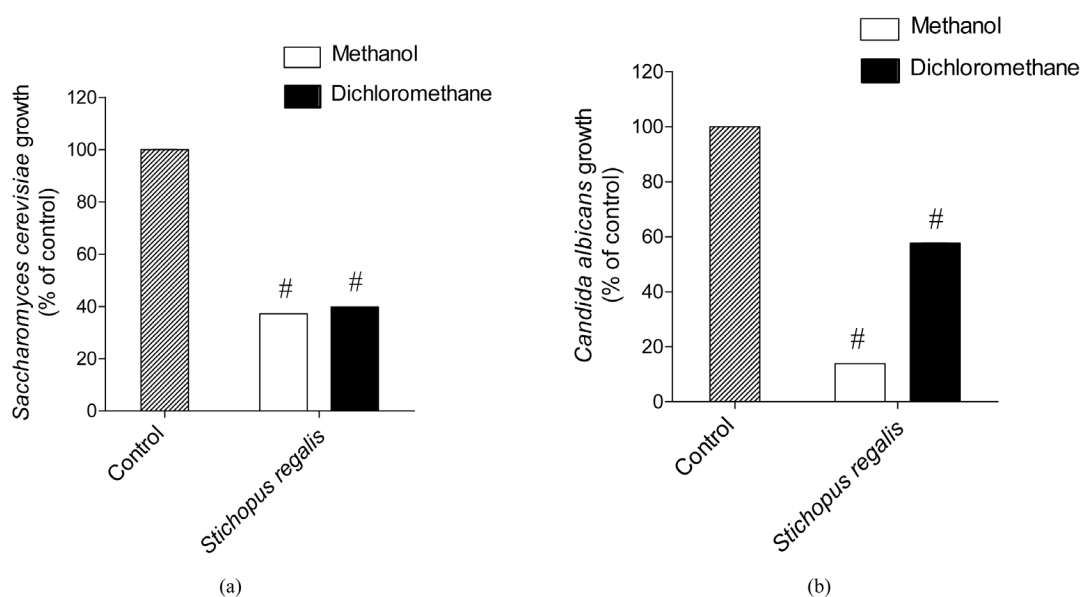 Methanol
Dichloromethane
Saccharomyces cerevisiae growth
(% of control)
120
100
80
60
40
20
0
#
#
Control
Stichopus regalis
(a)
Methanol
Dichloromethane
Candida albicans growth
(% of control)
120
100
80
60
40
20
0
#
#
Control
Stichopus regalis
(b)